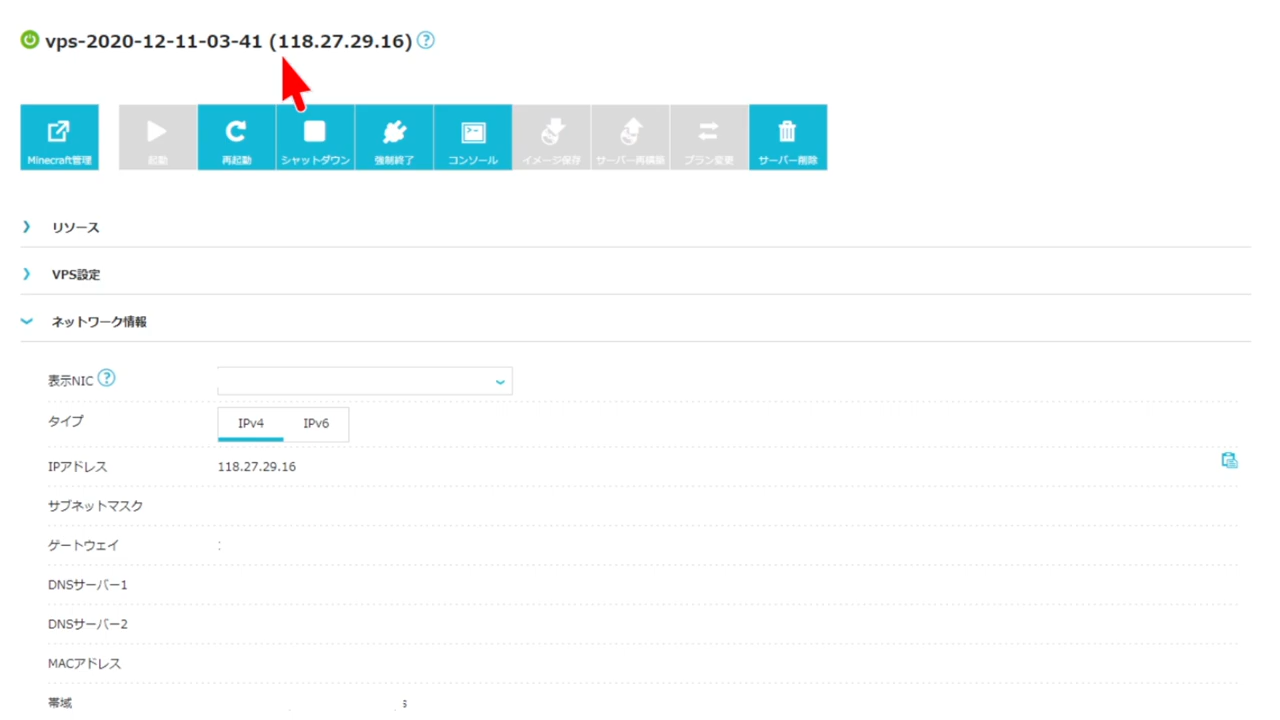 vps-2020-12-11-03-41 (118.27.29.16) ?
Minecraft管理 起動 再起動 シャットダウン 強制終了 コンソール イメージ保存 サーバー再構築 プラン変更 サーバー削除
リソース
VPS設定
ネットワーク情報
表示NIC ?
タイプ IPv4 IPv6
IPアドレス 118.27.29.16
サブネットマスク
ゲートウェイ :
DNSサーバー1
DNSサーバー2
MACアドレス
帯域 s